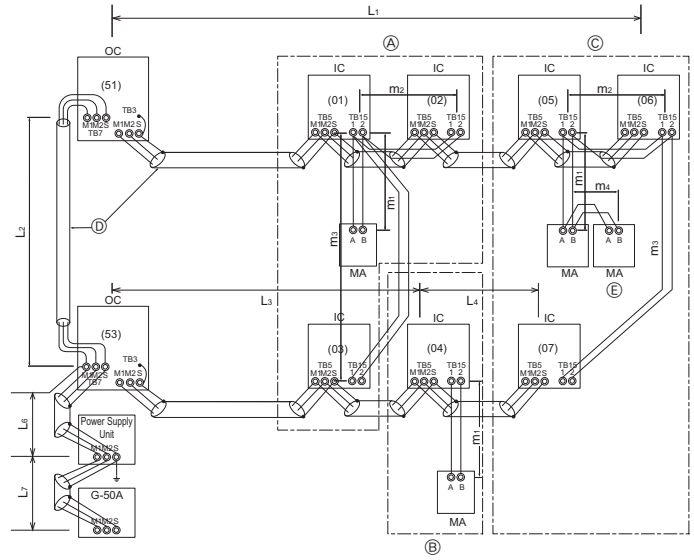 L1
A
C
OC
IC
IC
IC
IC
(51)
TB3
M1M2S
M1M2S
TB7
(01)
m2
(02)
(05)
m2
(06)
TB5
M1M2S
TB15
1 2
TB5
M1M2S
TB15
1 2
TB5
M1M2S
TB15
1 2
TB5
M1M2S
TB15
1 2
m1
m1
m4
m3
m3
L2
D
A B
MA
A B
MA
A B
MA
E
OC
L3
L4
IC
IC
IC
(53)
TB3
M1M2S
TB7
M1M2S
(03)
(04)
(07)
TB5
M1M2S
TB15
1 2
TB5
M1M2S
TB15
1 2
TB5
M1M2S
TB15
1 2
L6
Power Supply
Unit
M1M2S
m1
L7
G-50A
M1M2S
A B
MA
B